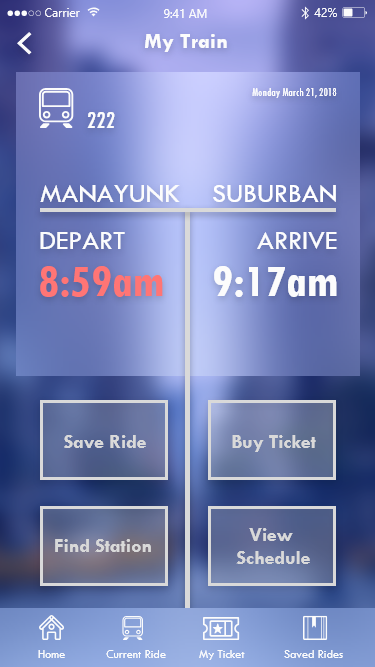 Carrier 9:41 AM 42%
My Train
Monday March 21, 2018
222
MANAYUNK SUBURBAN
DEPART ARRIVE
8:59am 9:17am
Save Ride Buy Ticket
Find Station View Schedule
Home Current Ride My Ticket Saved Rides